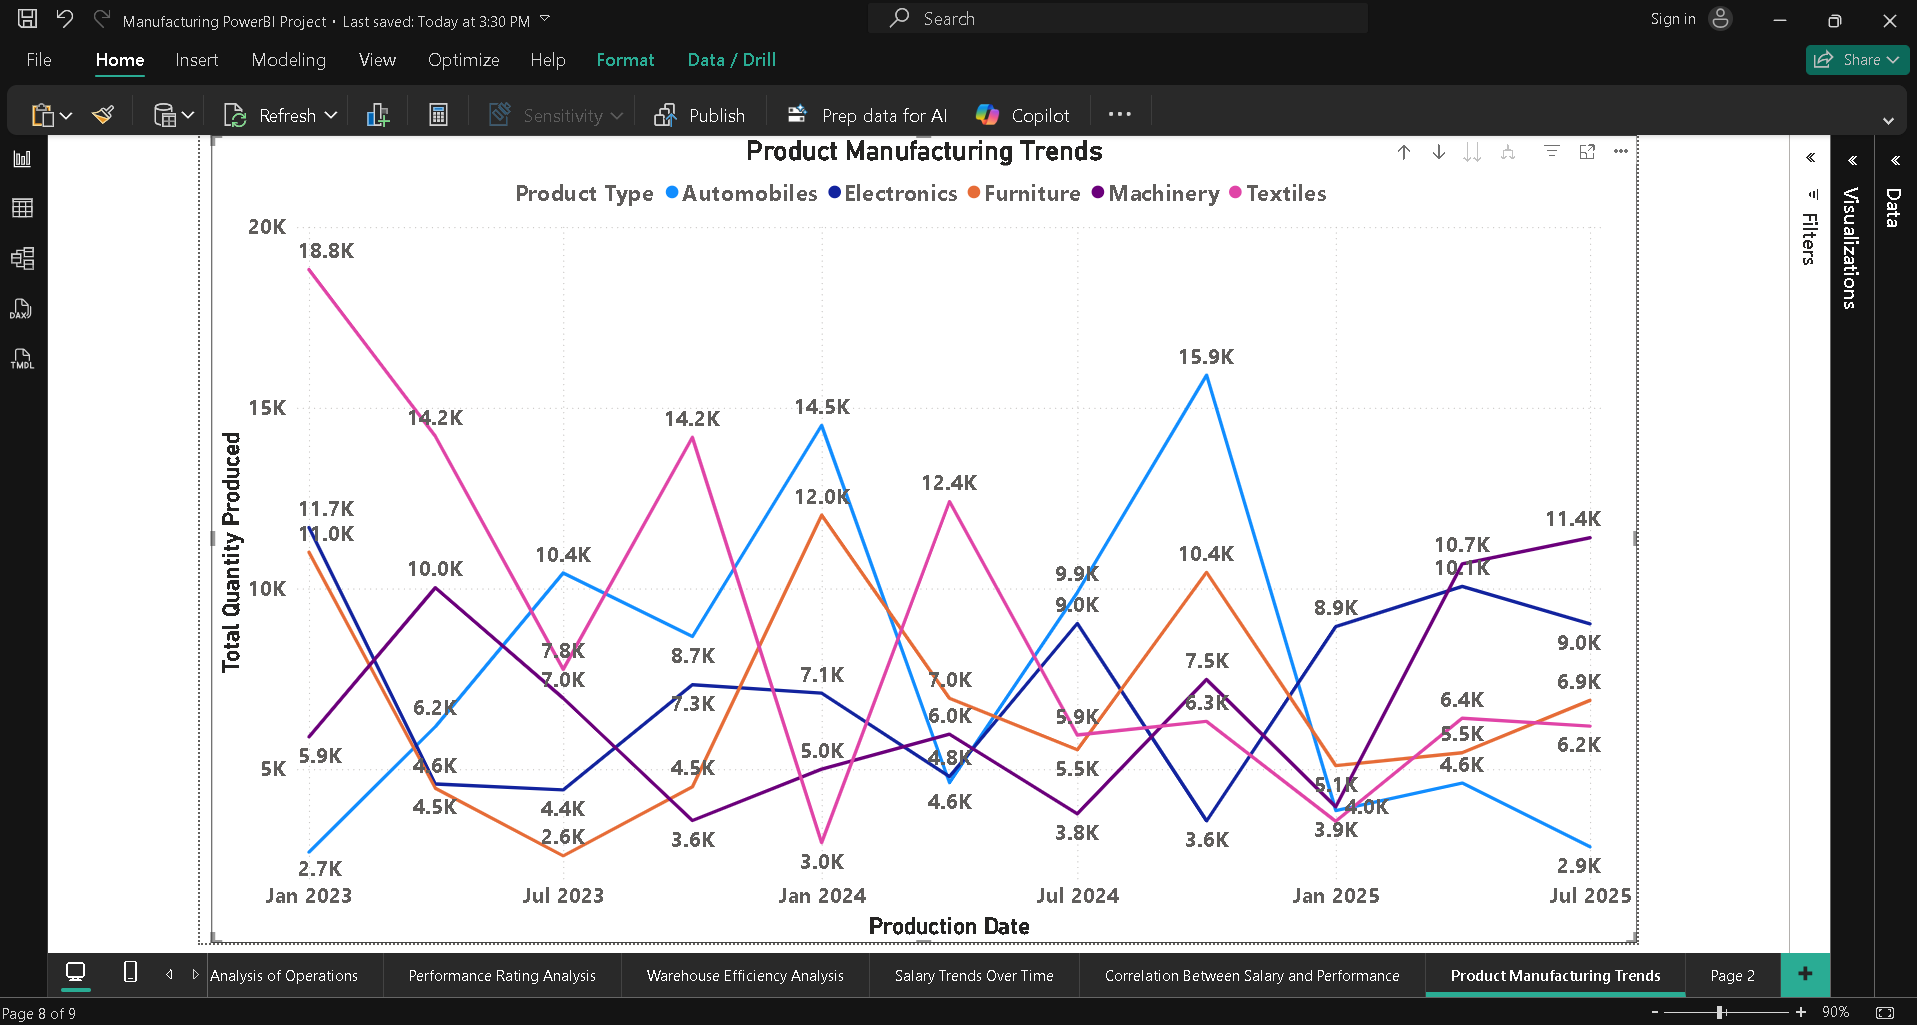 Manufacturing PowerBI Project • Last saved: Today at 3:30 PM
Search
Sign in
File Home Insert Modeling View Optimize Help Format Data / Drill
Share
Refresh
Sensitivity
Publish
Prep data for AI
Copilot
DAX
TMDL
Product Manufacturing Trends
Product Type Automobiles Electronics Furniture Machinery Textiles
Total Quantity Produced
20K
15K
10K
5K
18.8K
11.7K
11.0K
5.9K
2.7K
14.2K
10.0K
6.2K
4.6K
4.5K
10.4K
7.8K
7.0K
4.4K
2.6K
14.2K
8.7K
7.3K
4.5K
3.6K
14.5K
12.0K
7.1K
5.0K
3.0K
12.4K
7.0K
6.0K
4.8K
4.6K
9.9K
9.0K
5.9K
5.5K
3.8K
15.9K
10.4K
7.5K
6.3K
3.6K
8.9K
5.1K
4.0K
3.9K
10.7K
10.1K
6.4K
5.5K
4.6K
11.4K
9.0K
6.9K
6.2K
2.9K
Jan 2023 Jul 2023 Jan 2024 Jul 2024 Jan 2025 Jul 2025
Production Date
Filters
Visualizations
Data
Analysis of Operations Performance Rating Analysis Warehouse Efficiency Analysis Salary Trends Over Time Correlation Between Salary and Performance Product Manufacturing Trends Page 2
Page 8 of 9
90%